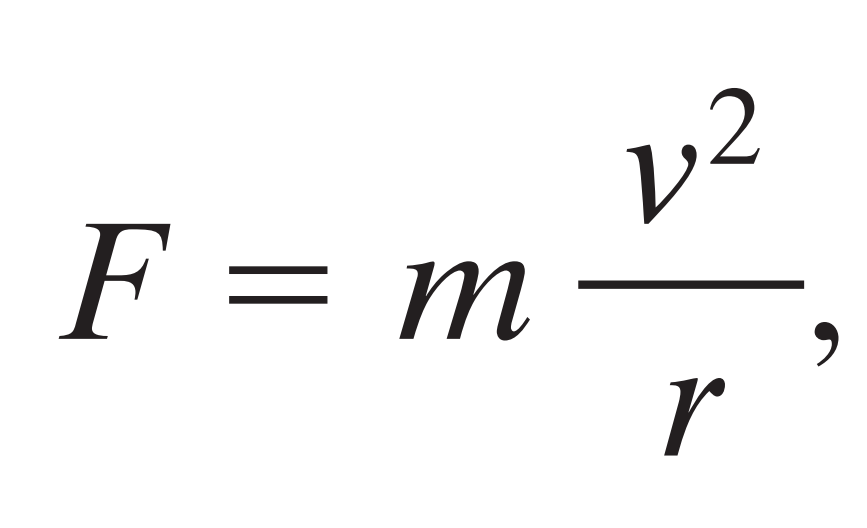 F = m v²/r,